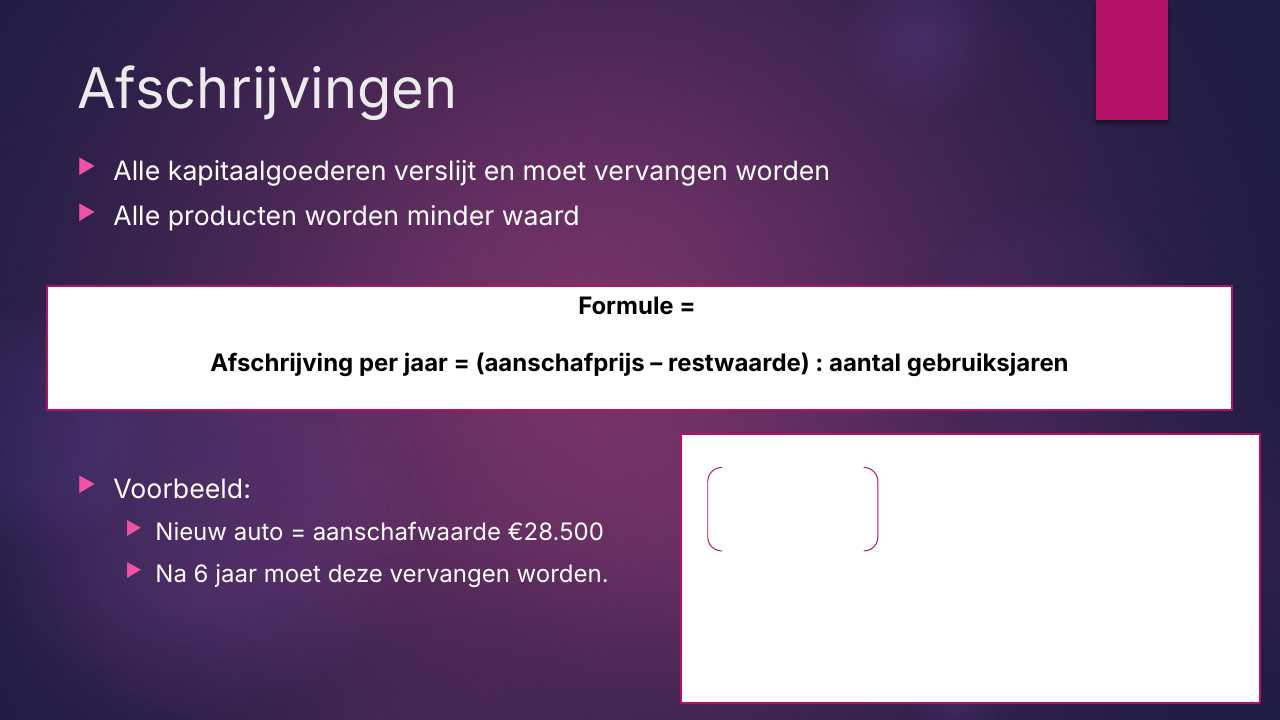 Afschrijvingen
Alle kapitaalgoederen verslijt en moet vervangen worden
Alle producten worden minder waard
Formule =
Afschrijving per jaar = (aanschafprijs – restwaarde) : aantal gebruiksjaren
Voorbeeld:
Nieuw auto = aanschafwaarde €28.500
Na 6 jaar moet deze vervangen worden.